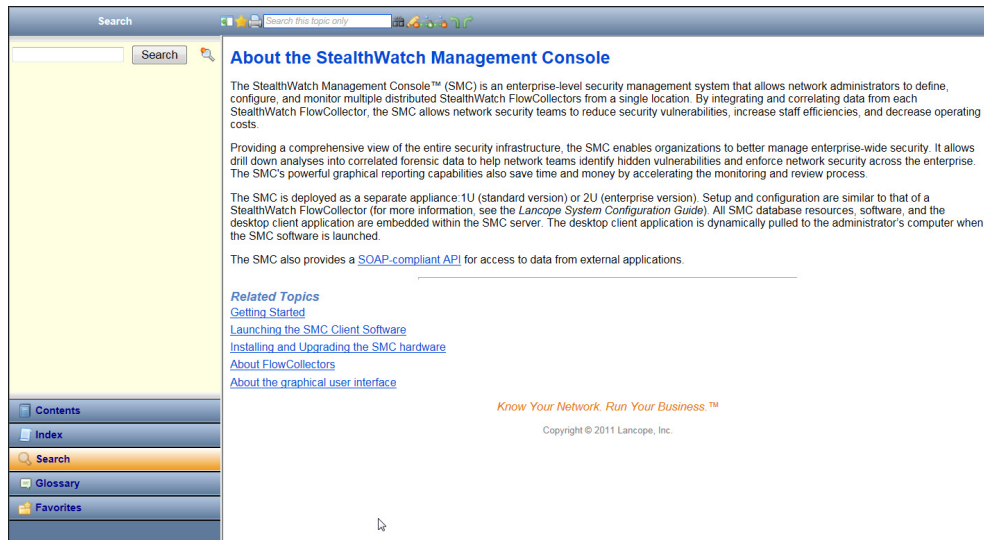 Search
Search this topic only
Search
About the StealthWatch Management Console
The StealthWatch Management Console™ (SMC) is an enterprise-level security management system that allows network administrators to define,
configure, and monitor multiple distributed StealthWatch FlowCollectors from a single location. By integrating and correlating data from each
StealthWatch FlowCollector, the SMC allows network security teams to reduce security vulnerabilities, increase staff efficiencies, and decrease operating
costs.
Providing a comprehensive view of the entire security infrastructure, the SMC enables organizations to better manage enterprise-wide security. It allows
drill down analyses into correlated forensic data to help network teams identify hidden vulnerabilities and enforce network security across the enterprise.
The SMC's powerful graphical reporting capabilities also save time and money by accelerating the monitoring and review process.
The SMC is deployed as a separate appliance:1U (standard version) or 2U (enterprise version). Setup and configuration are similar to that of a
StealthWatch FlowCollector (for more information, see the Lancope System Configuration Guide). All SMC database resources, software, and the
desktop client application are embedded within the SMC server. The desktop client application is dynamically pulled to the administrator's computer when
the SMC software is launched.
The SMC also provides a SOAP-compliant API for access to data from external applications.
Related Topics
Getting Started
Launching the SMC Client Software
Installing and Upgrading the SMC hardware
About FlowCollectors
About the graphical user interface
Know Your Network. Run Your Business.™
Copyright © 2011 Lancope, Inc.
Contents
Index
Search
Glossary
Favorites